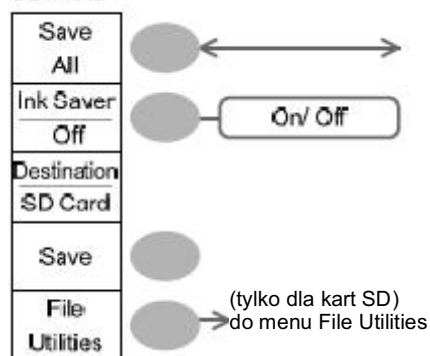 Save
All
Ink Saver
Off
On/ Off
Destination
SD Card
Save
File
Utilities
(tylko dla kart SD)
do menu File Utilities